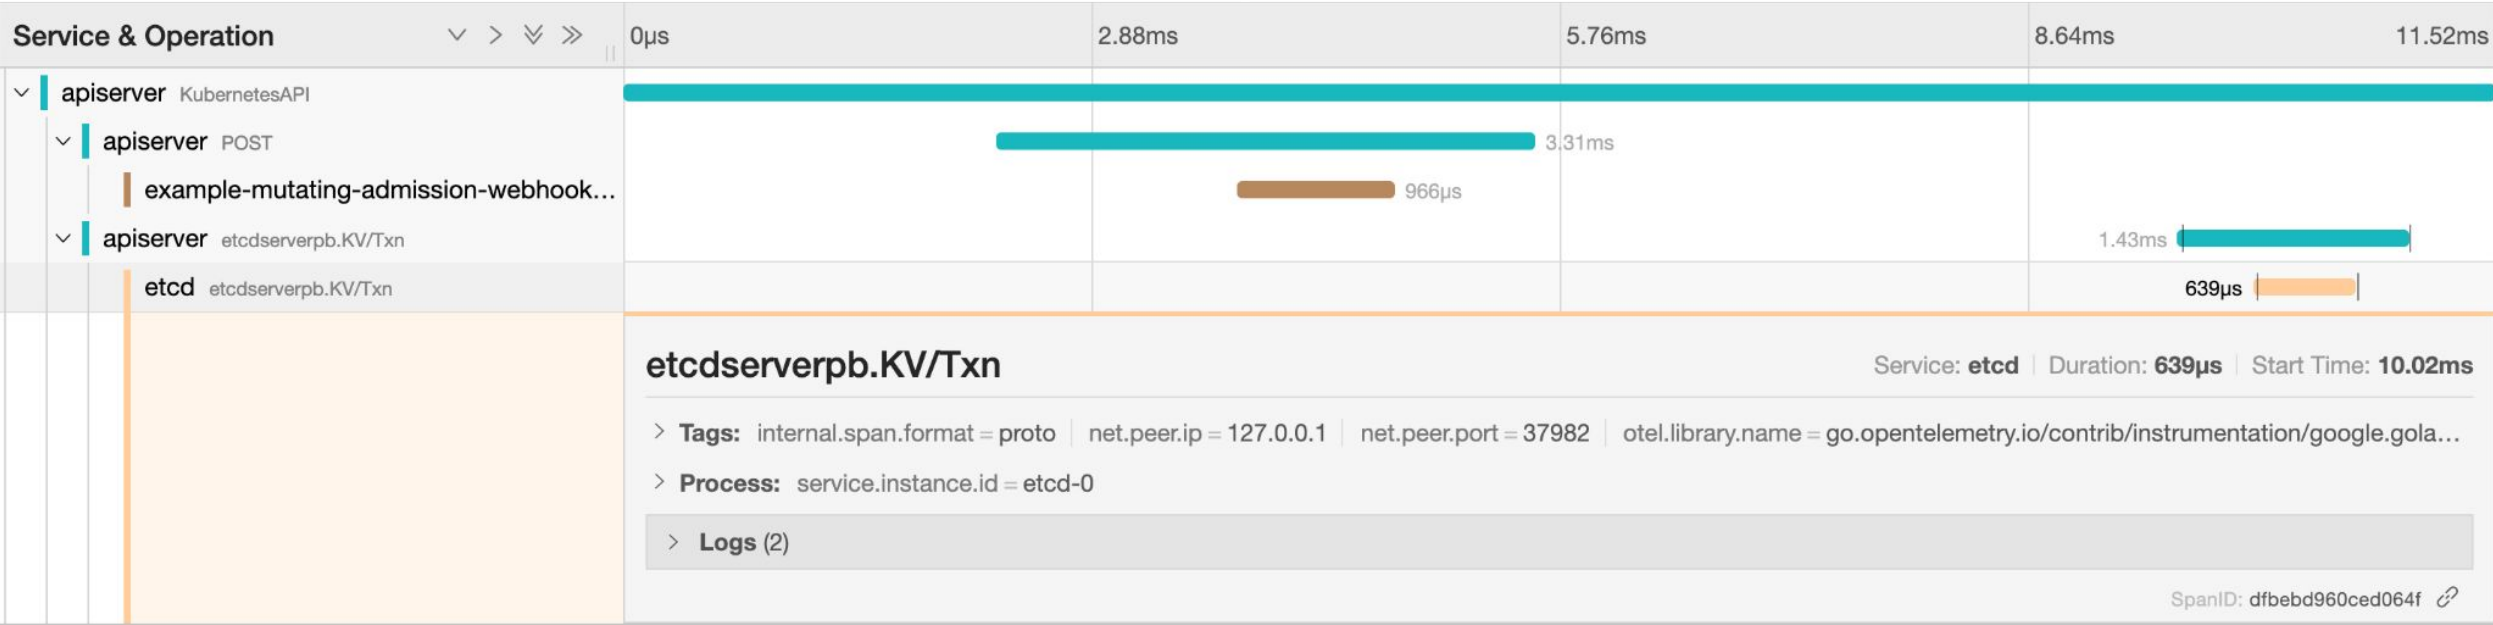 Service & Operation 0μs 2.88ms 5.76ms 8.64ms 11.52ms
apiserver KubernetesAPI
apiserver POST 3.31ms
example-mutating-admission-webhook... 966μs
apiserver etcdserverpb.KV/Txn 1.43ms
etcd etcdserverpb.KV/Txn 639μs
etcdserverpb.KV/Txn Service: etcd Duration: 639μs Start Time: 10.02ms
Tags: internal.span.format = proto net.peer.ip = 127.0.0.1 net.peer.port = 37982 otel.library.name = go.opentelemetry.io/contrib/instrumentation/google.gola...
Process: service.instance.id = etcd-0
Logs (2)
SpanID: dfbebd960ced064f